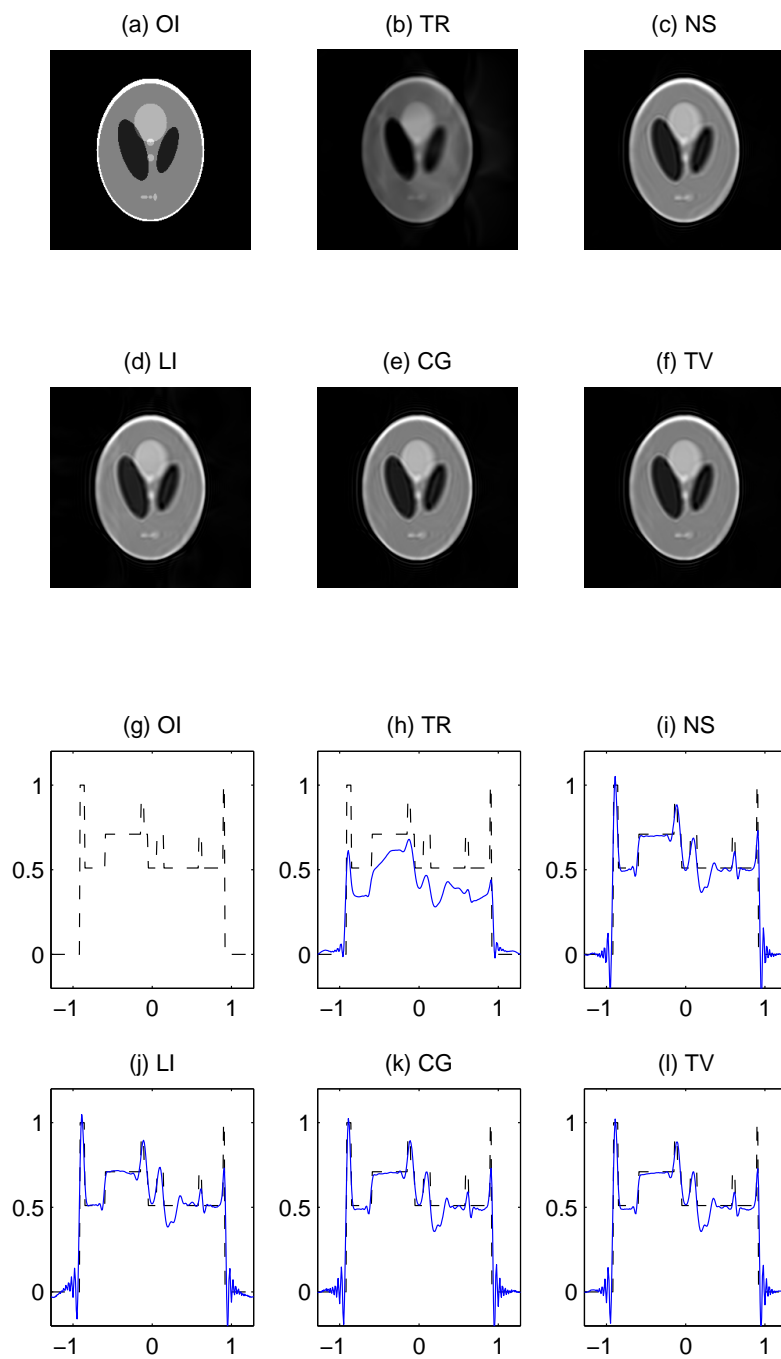 (a) OI
(b) TR
(c) NS
(d) LI
(e) CG
(f) TV
(g) OI
(h) TR
(i) NS
1
0.5
0
−1 0 1
1
0.5
0
−1 0 1
1
0.5
0
−1 0 1
(j) LI
(k) CG
(l) TV
1
0.5
0
−1 0 1
1
0.5
0
−1 0 1
1
0.5
0
−1 0 1